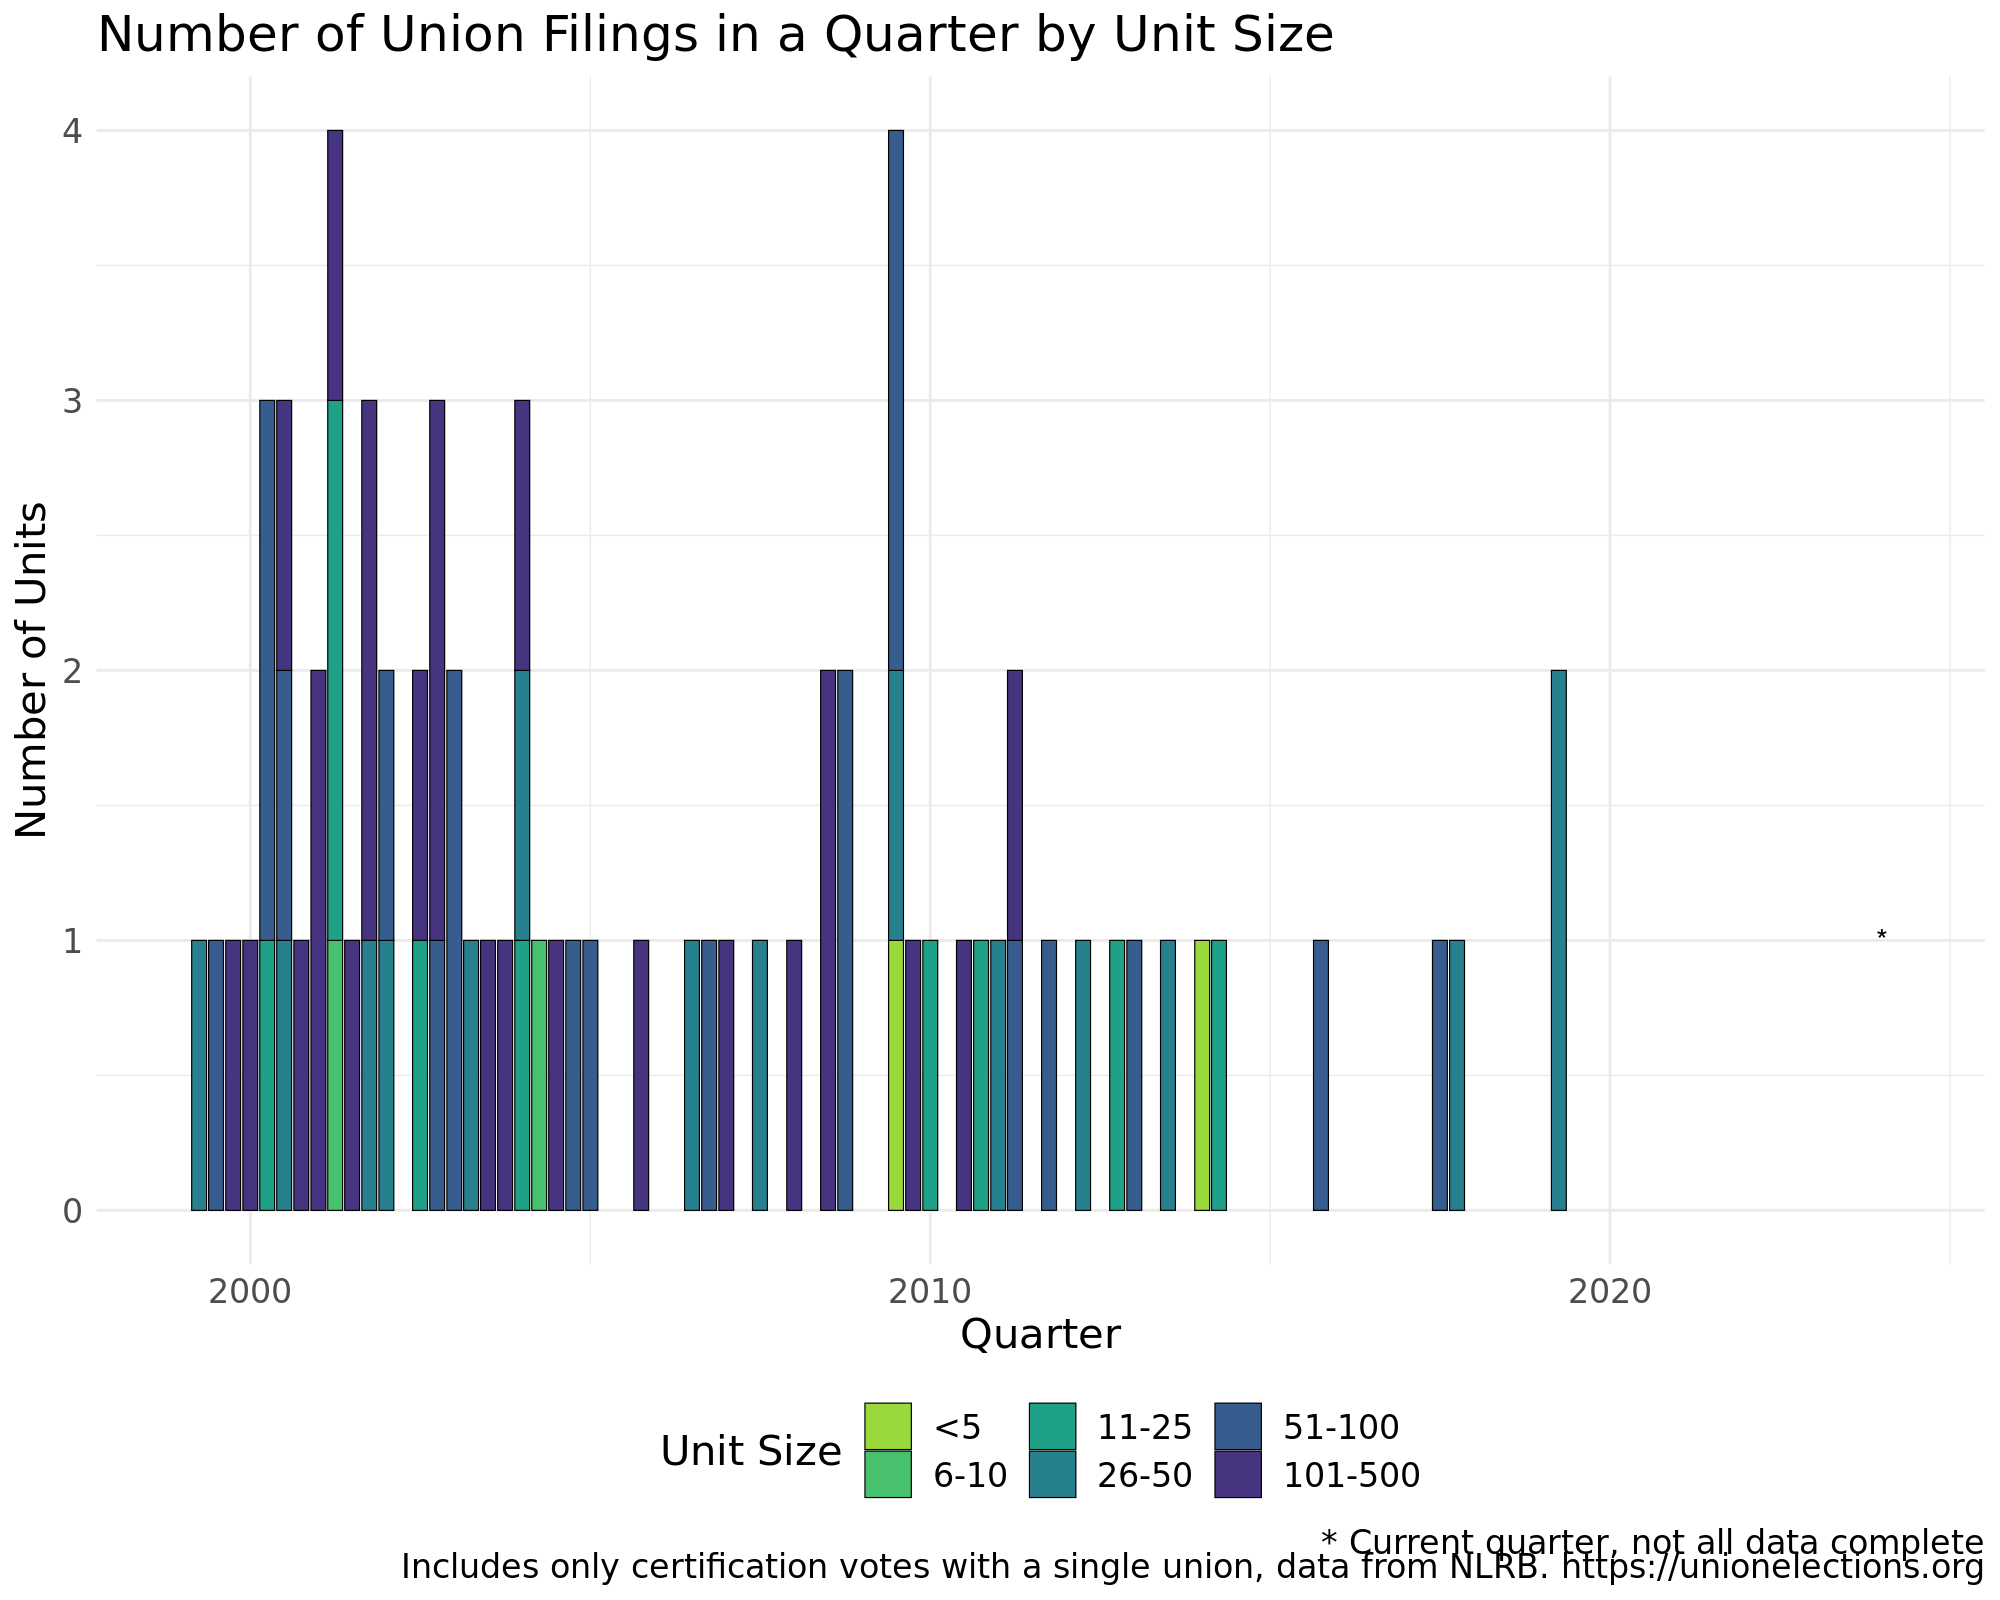 Number of Union Filings in a Quarter by Unit Size
Number of Units
4
3
2
1
0
*
2000
2010
2020
Quarter
Unit Size
<5
11-25
51-100
6-10
26-50
101-500
* Current quarter, not all data complete
Includes only certification votes with a single union, data from NLRB. https://unionelections.org